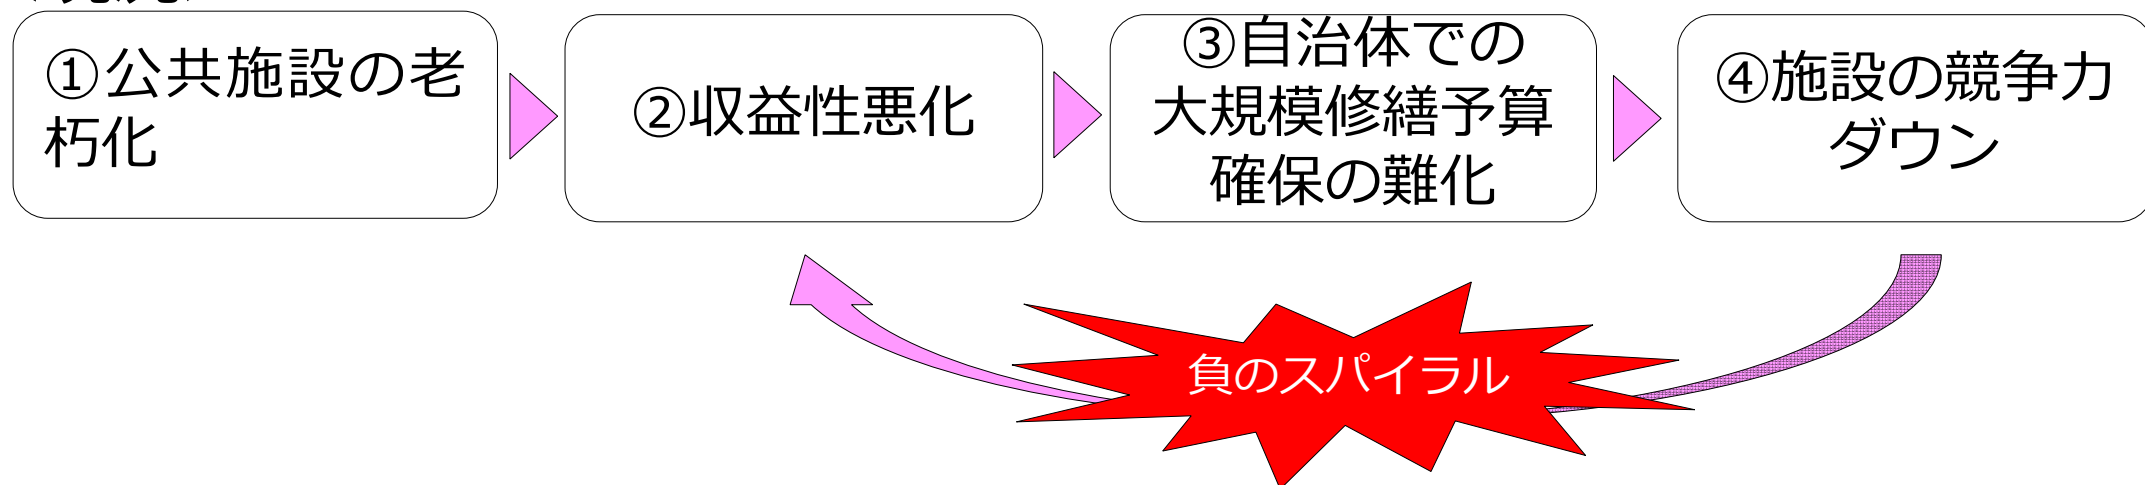 ①公共施設の老
朽化
②収益性悪化
③自治体での
大規模修繕予算
確保の難化
④施設の競争力
ダウン
負のスパイラル